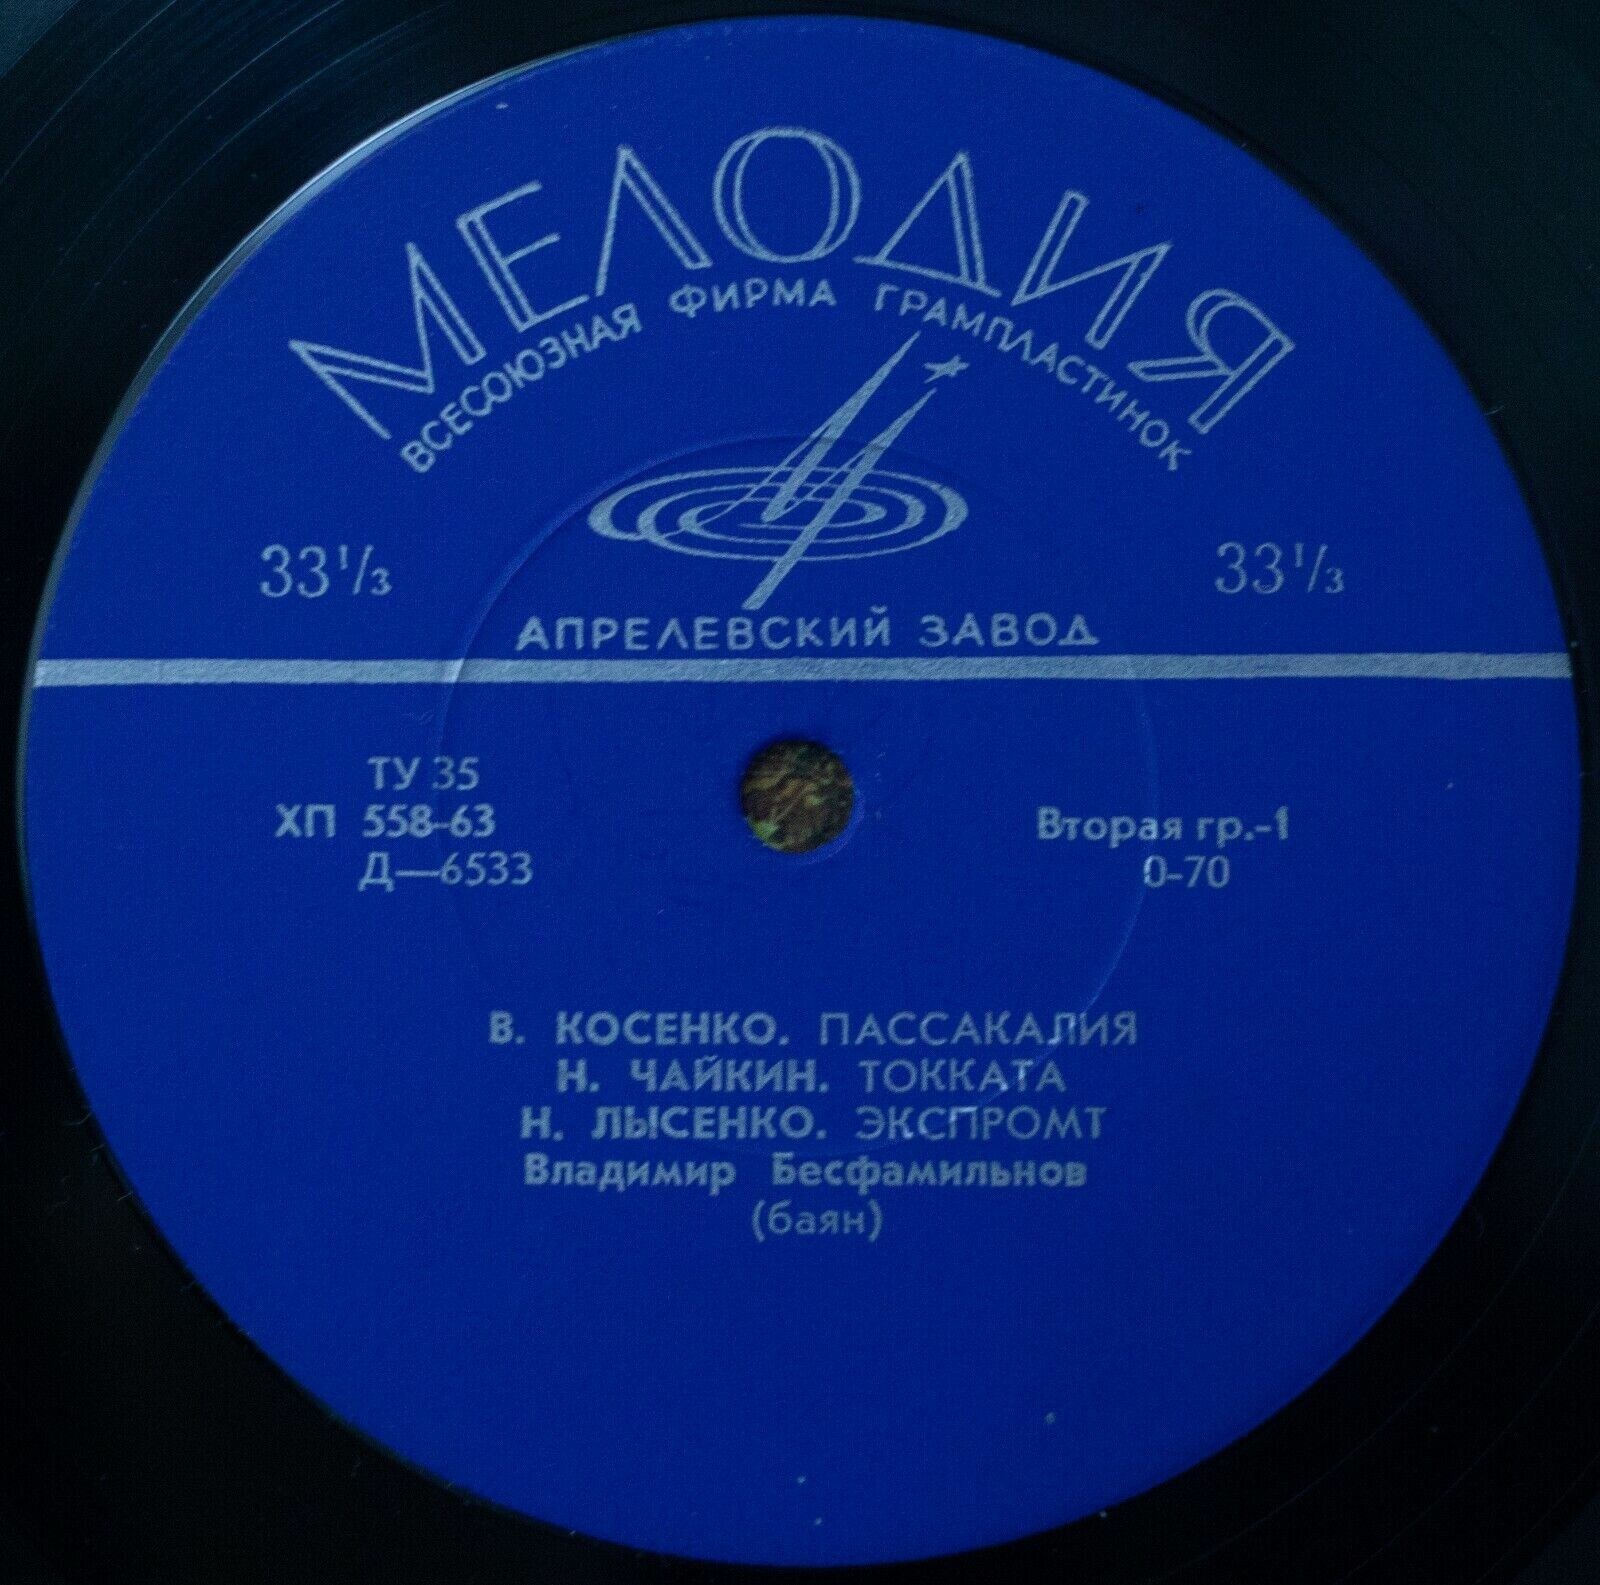 МЕЛОДИЯ
ВСЕСОЮЗНАЯ ФИРМА ГРАМПЛАСТИНОК
33⅓ 33⅓
АПРЕЛЕВСКИЙ ЗАВОД
ТУ 35
ХП 558-63
Д—6533
Вторая гр.-1
0-70
В. КОСЕНКО. ПАССАКАЛИЯ
Н. ЧАЙКИН. ТОККАТА
Н. ЛЫСЕНКО. ЭКСПРОМТ
Владимир Бесфамильнов
(баян)